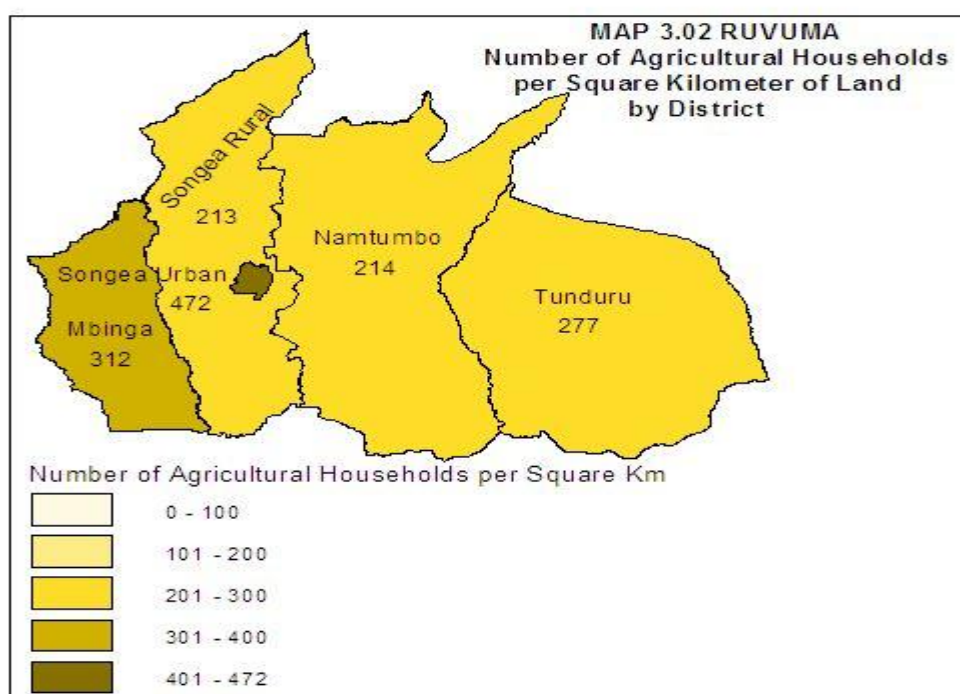 MAP 3.02 RUVUMA
Number of Agricultural Households
per Square Kilometer of Land
by District
Songea Rural
213
Namtumbo
214
Songea Urban
472
Tunduru
277
Mbinga
312
Number of Agricultural Households per Square Km
0 - 100
101 - 200
201 - 300
301 - 400
401 - 472